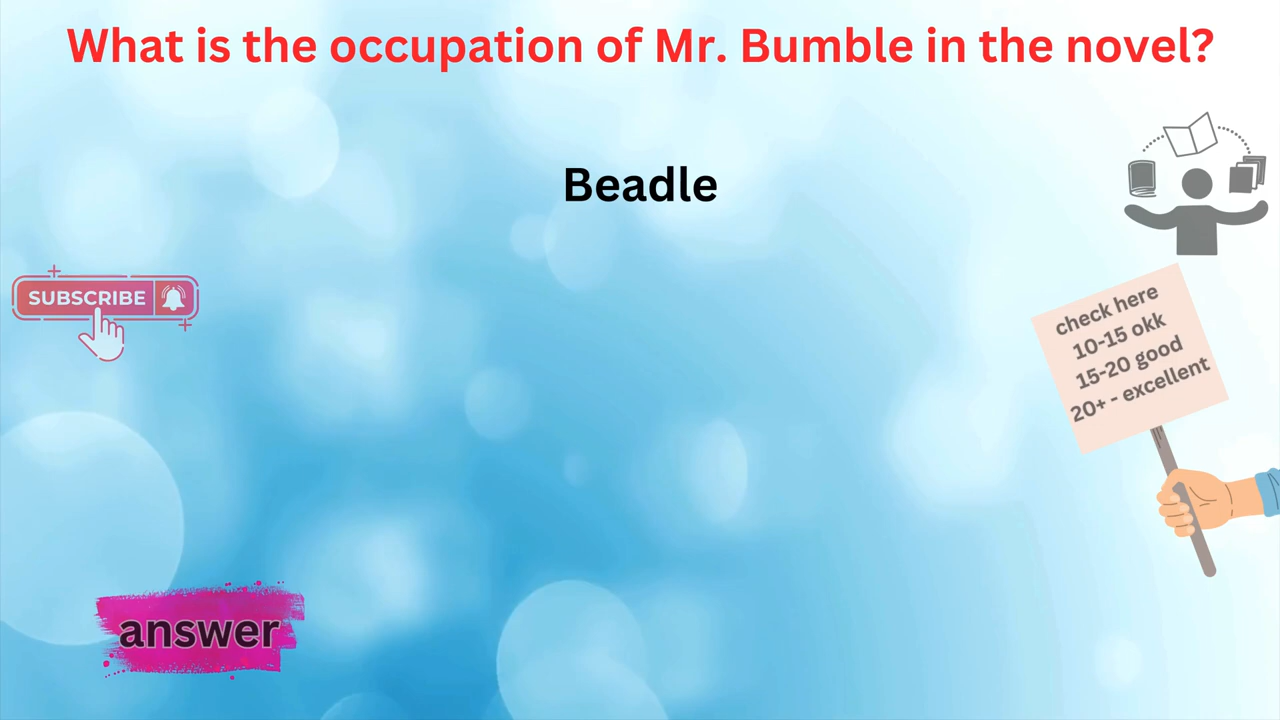 What is the occupation of Mr. Bumble in the novel?
Beadle
SUBSCRIBE
check here
10-15 okk
15-20 good
20+ - excellent
answer